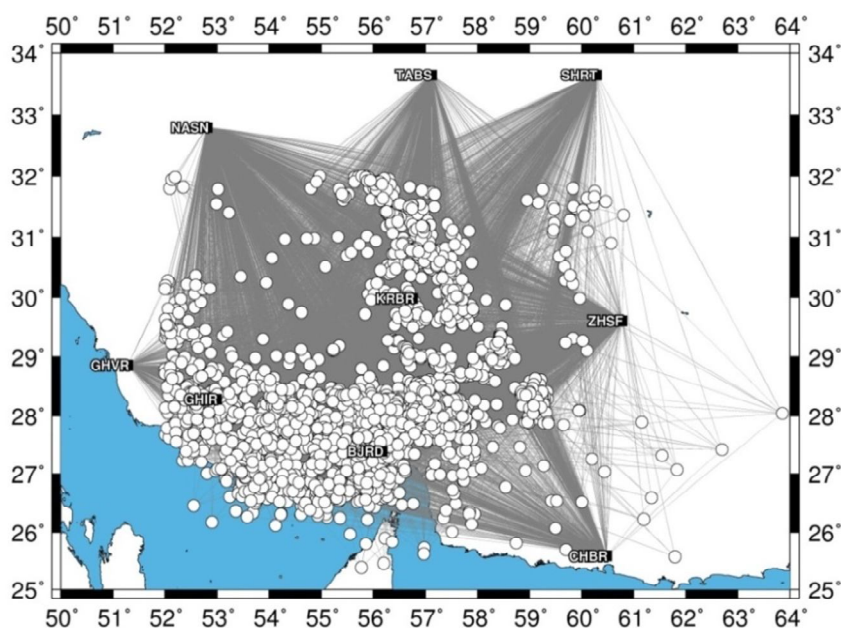 50° 51° 52° 53° 54° 55° 56° 57° 58° 59° 60° 61° 62° 63° 64°
34° 34°
TABS SHRT
33° 33°
NASN
32° 32°
31° 31°
30° KRBR 30°
ZHSF
29° 29°
GHVR
GHIR
28° 28°
BJRD
27° 27°
26° 26°
CHBR
25° 25°
50° 51° 52° 53° 54° 55° 56° 57° 58° 59° 60° 61° 62° 63° 64°